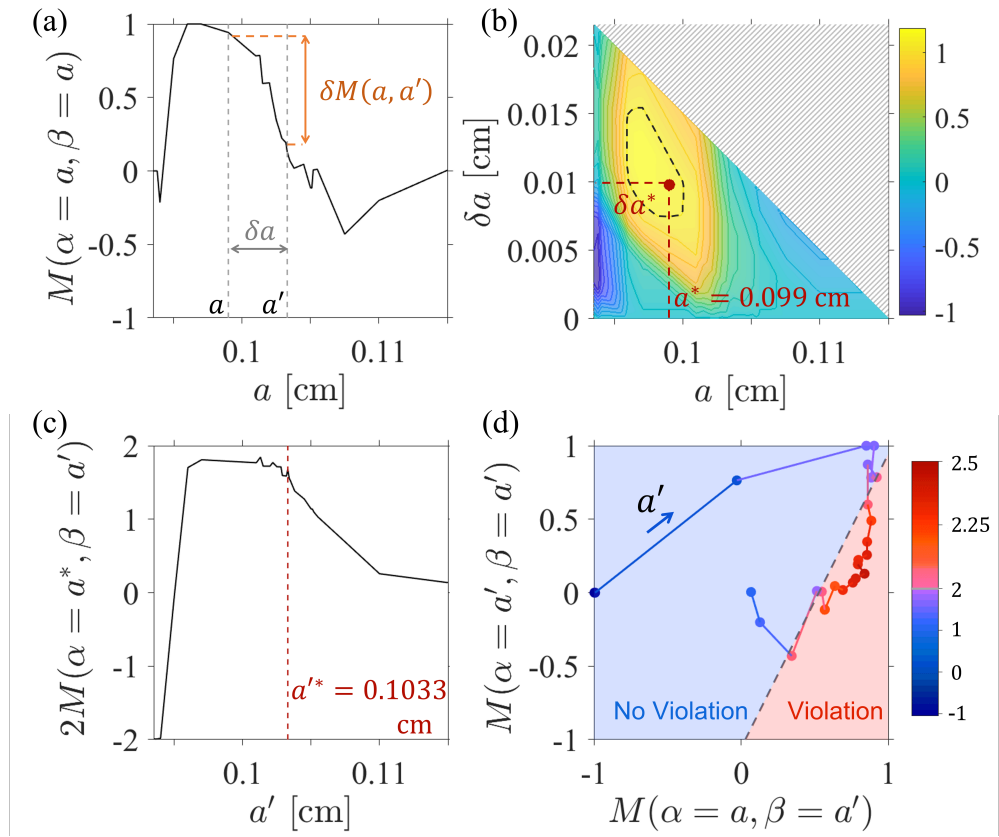 (a)
M(α = a, β = a)
1
0.5
0
-0.5
-1
δM(a, a′)
δa
a
a′
0.1
0.11
a [cm]
(b)
δa [cm]
0.02
0.015
0.01
0.005
0
δa*
a* = 0.099 cm
0.1
0.11
a [cm]
1
0.5
0
-0.5
-1
(c)
2M(α = a*, β = a′)
2
1
0
1
-2
a′* = 0.1033
cm
0.1
0.11
a′ [cm]
(d)
M(α = a′, β = a′)
1
0.5
0
-0.5
-1
a′
No Violation
Violation
-1
0
1
M(α = a, β = a′)
2.5
2.25
2
1
0
-1